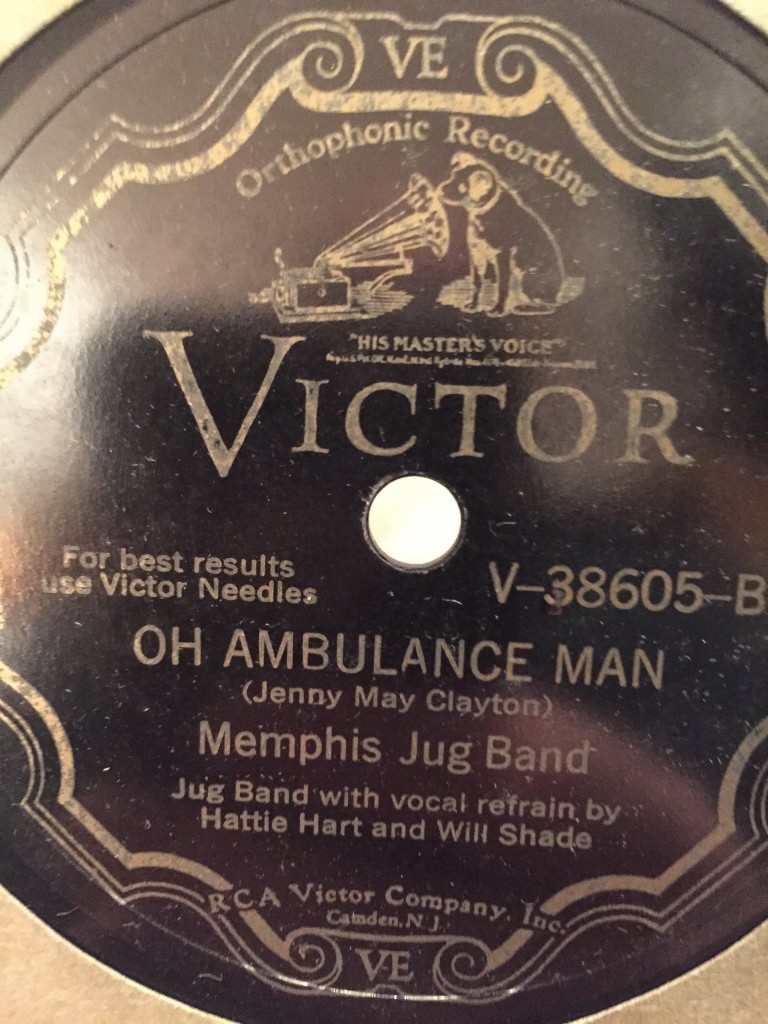 VE
Orthophonic Recording
"HIS MASTER'S VOICE"
VICTOR
For best results
use Victor Needles
V-38605-B
OH AMBULANCE MAN
(Jenny May Clayton)
Memphis Jug Band
Jug Band with vocal refrain by
Hattie Hart and Will Shade
RCA Victor Company, Inc.
Camden, N.J.
VE